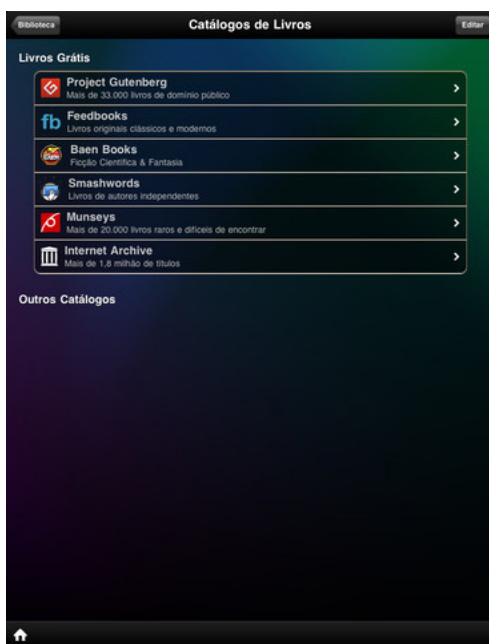 Biblioteca
Catálogos de Livros
Editar
Livros Grátis
Project Gutenberg
Mais de 33.000 livros de domínio público
fb
Feedbooks
Livros originais clássicos e modernos
Baen Books
Ficção Científica & Fantasia
Smashwords
Livros de autores independentes
Munseys
Mais de 20.000 livros raros e difíceis de encontrar
Internet Archive
Mais de 1,8 milhão de títulos
Outros Catálogos